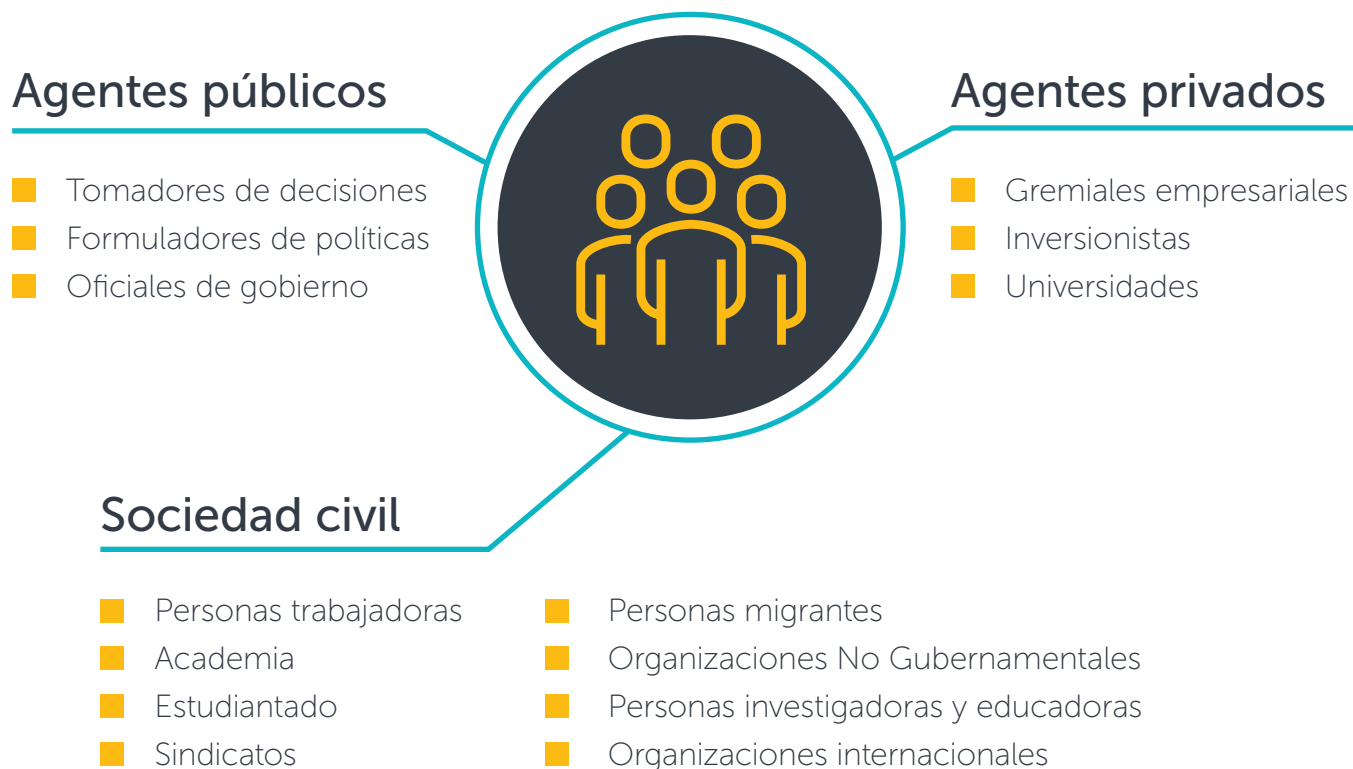 Agentes públicos
Tomadores de decisiones
Formuladores de políticas
Oficiales de gobierno
Agentes privados
Gremiales empresariales
Inversionistas
Universidades
Sociedad civil
Personas trabajadoras
Academia
Estudiantado
Sindicatos
Personas migrantes
Organizaciones No Gubernamentales
Personas investigadoras y educadoras
Organizaciones internacionales